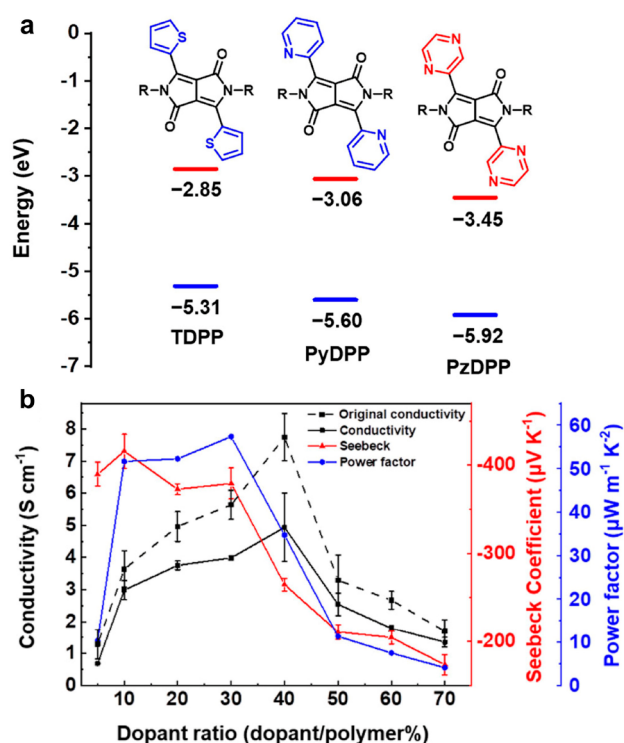 a
0
-1
-2
-3
-4
-5
-6
-7
Energy (eV)
S
O
R-N
N-R
O
S
N
O
R-N
N-R
O
N
N
N
O
R-N
N-R
O
N
N
−2.85
−3.06
−3.45
−5.31
−5.60
−5.92
TDPP
PyDPP
PzDPP
b
8
7
6
5
4
3
2
1
0
Conductivity (S cm⁻¹)
Original conductivity
Conductivity
Seebeck
Power factor
-400
-300
-200
Seebeck Coefficient (µV K⁻¹)
60
50
40
30
20
10
0
Power factor (µW m⁻¹ K⁻²)
10 20 30 40 50 60 70
Dopant ratio (dopant/polymer%)